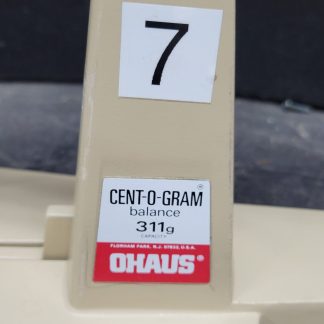 7
CENT-O-GRAM
balance
311g
CAPACITY
FLORHAM PARK, N.J. 07932, U.S.A.
OHAUS®